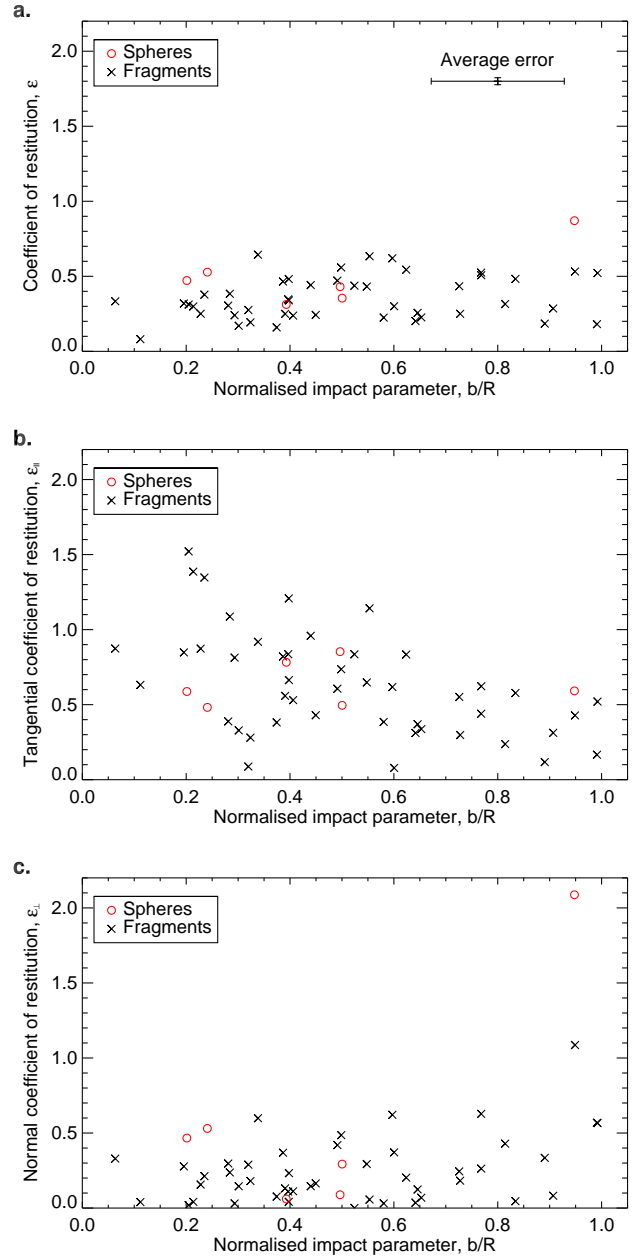 a.
2.0
1.5
1.0
0.5
0.0
Coefficient of restitution, ε
Spheres
Fragments
Average error
0.0 0.2 0.4 0.6 0.8 1.0
Normalised impact parameter, b/R
b.
2.0
1.5
1.0
0.5
0.0
Tangential coefficient of restitution, ε||
Spheres
Fragments
0.0 0.2 0.4 0.6 0.8 1.0
Normalised impact parameter, b/R
c.
2.0
1.5
1.0
0.5
0.0
Normal coefficient of restitution, ε⊥
Spheres
Fragments
0.0 0.2 0.4 0.6 0.8 1.0
Normalised impact parameter, b/R